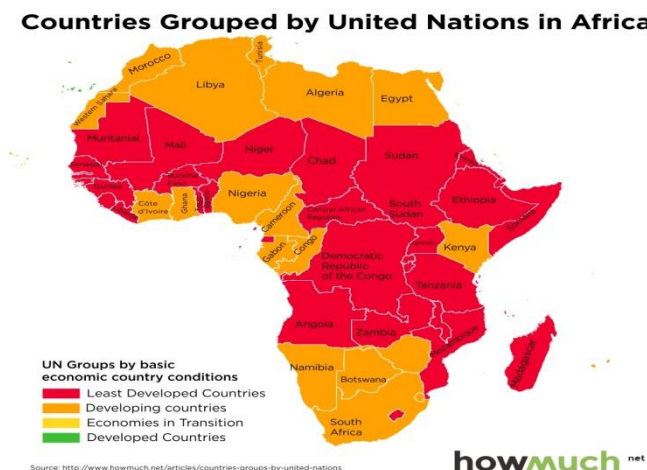 Countries Grouped by United Nations in Africa
Tunisia
Morocco
Libya
Algeria
Egypt
Western Sahara
Muritanial
Mali
Niger
Chad
Sudan
Senegal
Burkina
Faso
Guinea
Nigeria
Ethiopia
Côte
d'Ivoire
Ghana
Cameroon
Central African
Republic
South
Sudan
Somalia
Gabon
Congo
Uganda
Kenya
Democratic
Republic
of the Congo
Tanzania
Angola
Zambia
Mozambique
Madagascar
Namibia
Botswana
South
Africa
UN Groups by basic
economic country conditions
Least Developed Countries
Developing countries
Economies in Transition
Developed Countries
Source: http://www.howmuch.net/articles/countries-groups-by-united-nations
howmuch net